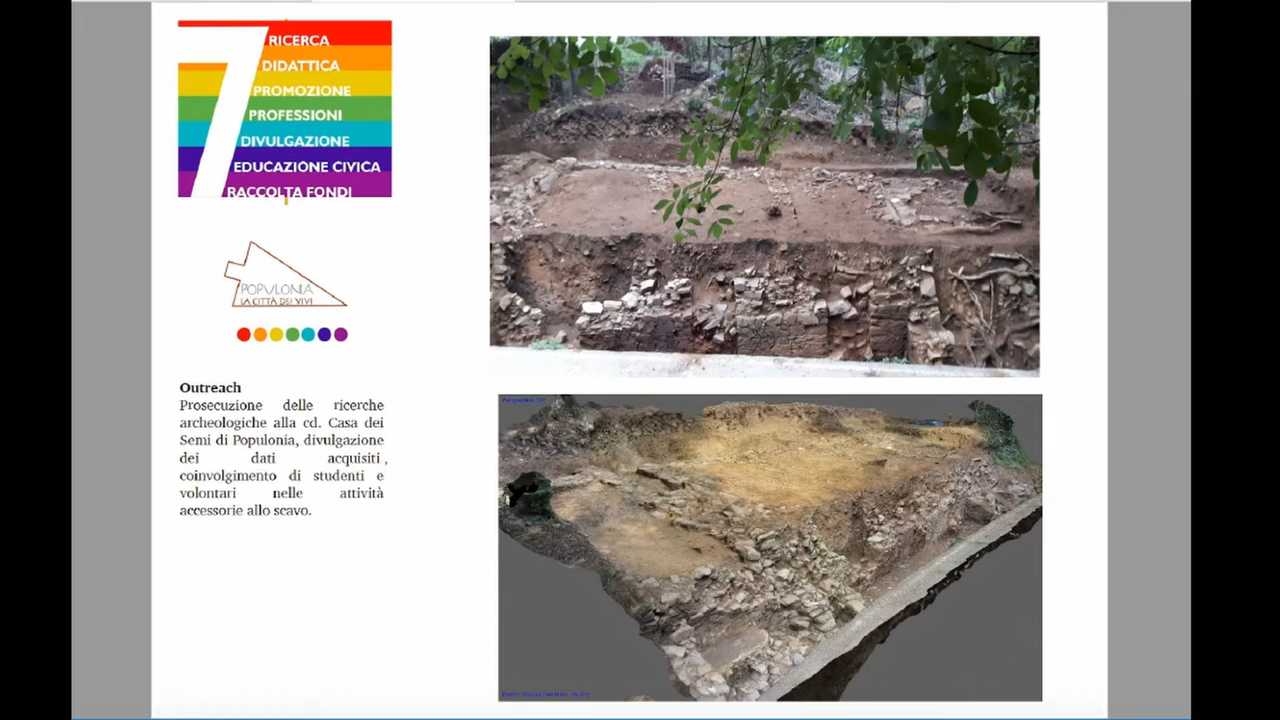 7
RICERCA
DIDATTICA
PROMOZIONE
PROFESSIONI
DIVULGAZIONE
EDUCAZIONE CIVICA
RACCOLTA FONDI
POPVLONIA
LA CITTÀ DEI VIVI
Outreach
Prosecuzione delle ricerche
archeologiche alla cd. Casa dei
Semi di Populonia, divulgazione
dei dati acquisiti,
coinvolgimento di studenti e
volontari nelle attività
accessorie allo scavo.